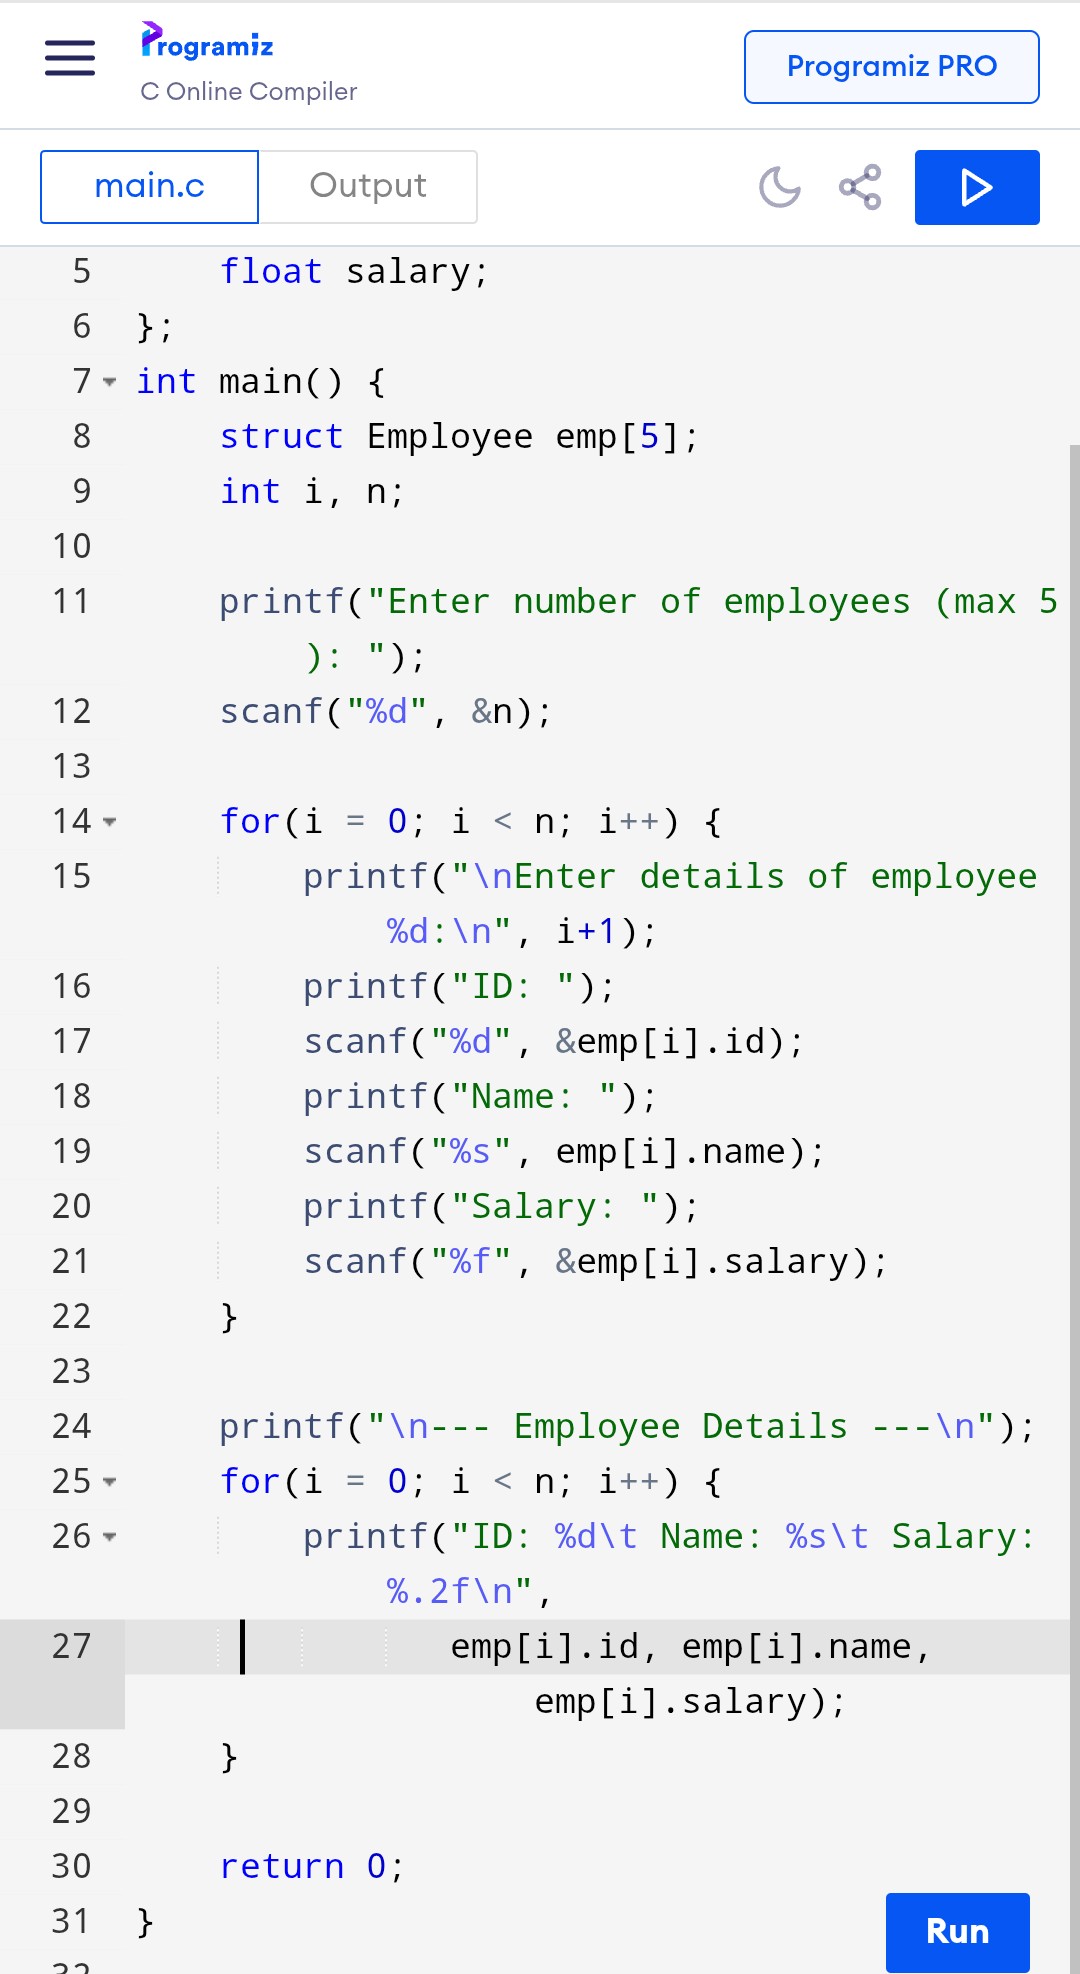 Programiz
C Online Compiler
Programiz PRO
main.c
Output
5 float salary;
6 };
7 int main() {
8 struct Employee emp[5];
9 int i, n;
10
11 printf("Enter number of employees (max 5
): ");
12 scanf("%d", &n);
13
14 for(i = 0; i < n; i++) {
15 printf("\nEnter details of employee
%d:\n", i+1);
16 printf("ID: ");
17 scanf("%d", &emp[i].id);
18 printf("Name: ");
19 scanf("%s", emp[i].name);
20 printf("Salary: ");
21 scanf("%f", &emp[i].salary);
22 }
23
24 printf("\n--- Employee Details ---\n");
25 for(i = 0; i < n; i++) {
26 printf("ID: %d\t Name: %s\t Salary:
%.2f\n",
27 emp[i].id, emp[i].name,
emp[i].salary);
28 }
29
30 return 0;
31 }
Run
32